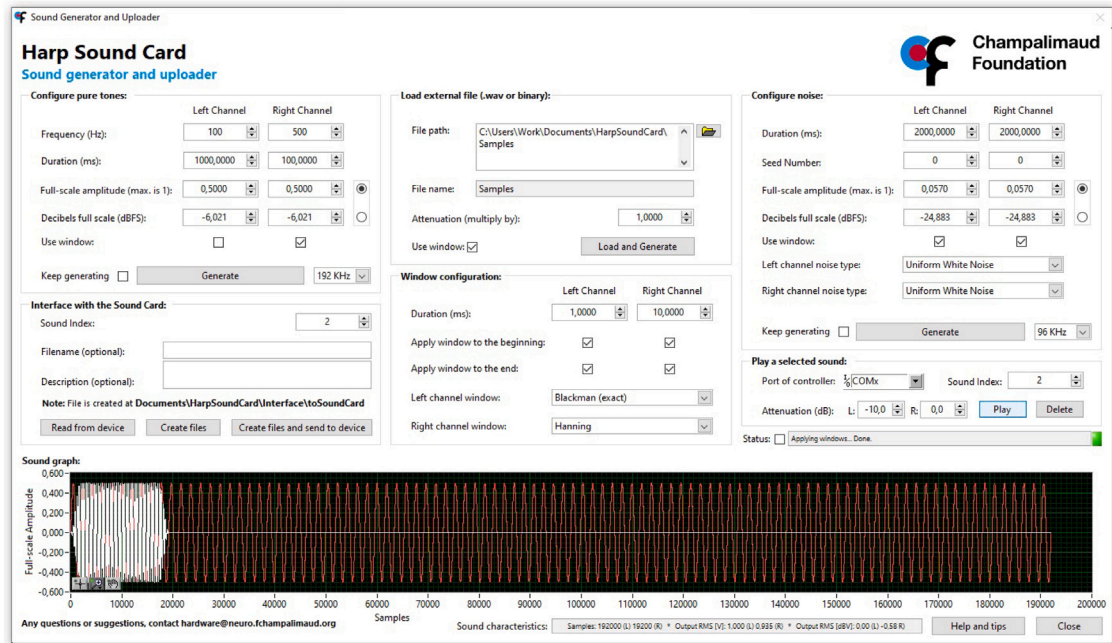 Sound Generator and Uploader
Harp Sound Card
Sound generator and uploader
Champalimaud
Foundation
Configure pure tones:
Left Channel Right Channel
Frequency (Hz): 100 500
Duration (ms): 1000,0000 100,0000
Full-scale amplitude (max. is 1): 0,5000 0,5000
Decibels full scale (dBFS): -6,021 -6,021
Use window:
Keep generating Generate 192 KHz
Interface with the Sound Card:
Sound Index: 2
Filename (optional):
Description (optional):
Note: File is created at Documents\HarpSoundCard\Interface\toSoundCard
Read from device Create files Create files and send to device
Load external file (.wav or binary):
File path: C:\Users\Work\Documents\HarpSoundCard\
Samples
File name: Samples
Attenuation (multiply by): 1,0000
Use window: Load and Generate
Window configuration:
Left Channel Right Channel
Duration (ms): 1,0000 10,0000
Apply window to the beginning:
Apply window to the end:
Left channel window: Blackman (exact)
Right channel window: Hanning
Configure noise:
Left Channel Right Channel
Duration (ms): 2000,0000 2000,0000
Seed Number: 0 0
Full-scale amplitude (max. is 1): 0,0570 0,0570
Decibels full scale (dBFS): -24,883 -24,883
Use window:
Left channel noise type: Uniform White Noise
Right channel noise type: Uniform White Noise
Keep generating Generate 96 KHz
Play a selected sound:
Port of controller: COMx Sound Index: 2
Attenuation (dB): L: -10,0 R: 0,0 Play Delete
Status: Applying windows... Done.
Sound graph:
Full-scale Amplitude
0,600
0,400
0,200
0,000
-0,200
-0,400
-0,600
0 10000 20000 30000 40000 50000 60000 70000 80000 90000 100000 110000 120000 130000 140000 150000 160000 170000 180000 190000 200000
Samples
Any questions or suggestions, contact hardware@neuro.fchampalimaud.org
Sound characteristics: Samples: 192000 (L) 19200 (R) * Output RMS [V]: 1,000 (L) 0,935 (R) * Output RMS [dBV]: 0,00 (L) -0.58 (R)
Help and tips Close